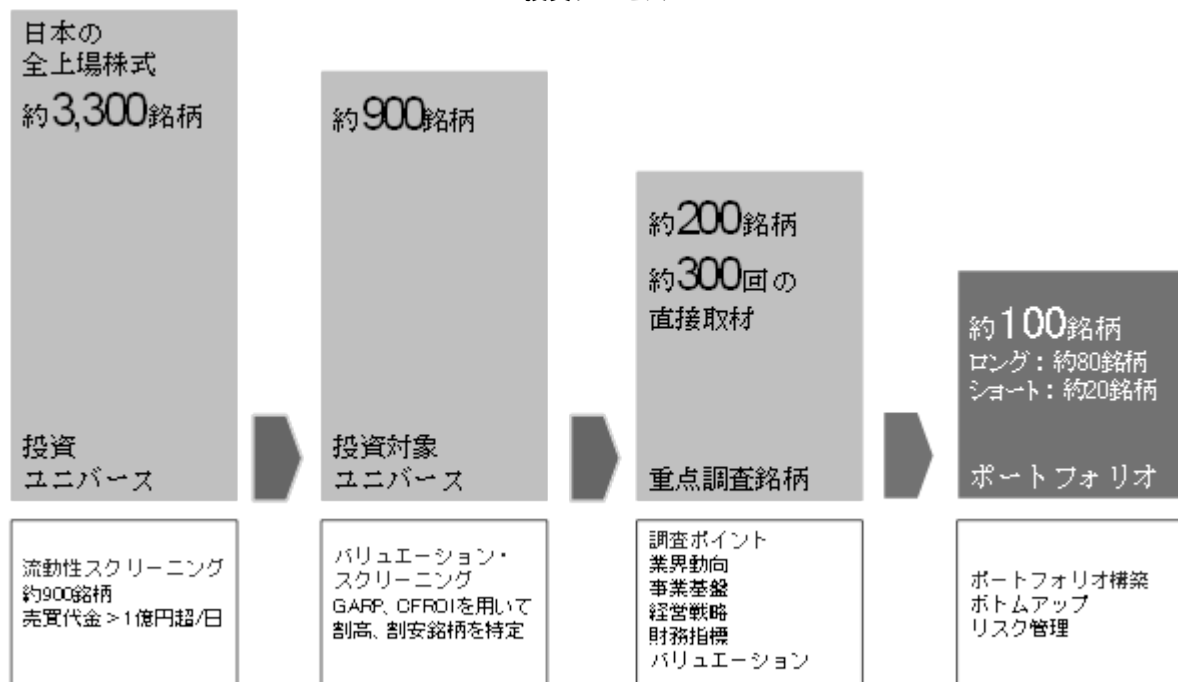 日本の
全上場株式
約3,300銘柄
投資
ユニバース
約900銘柄
投資対象
ユニバース
約200銘柄
約300回の
直接取材
重点調査銘柄
約100銘柄
ロング：約80銘柄
ショート：約20銘柄
ポートフォリオ
流動性スクリーニング
約900銘柄
売買代金＞1億円超/日
バリュエーション・
スクリーニング
GARP、CFROIを用いて
割高、割安銘柄を特定
調査ポイント
業界動向
事業基盤
経営戦略
財務指標
バリュエーション
ポートフォリオ構築
ボトムアップ
リスク管理